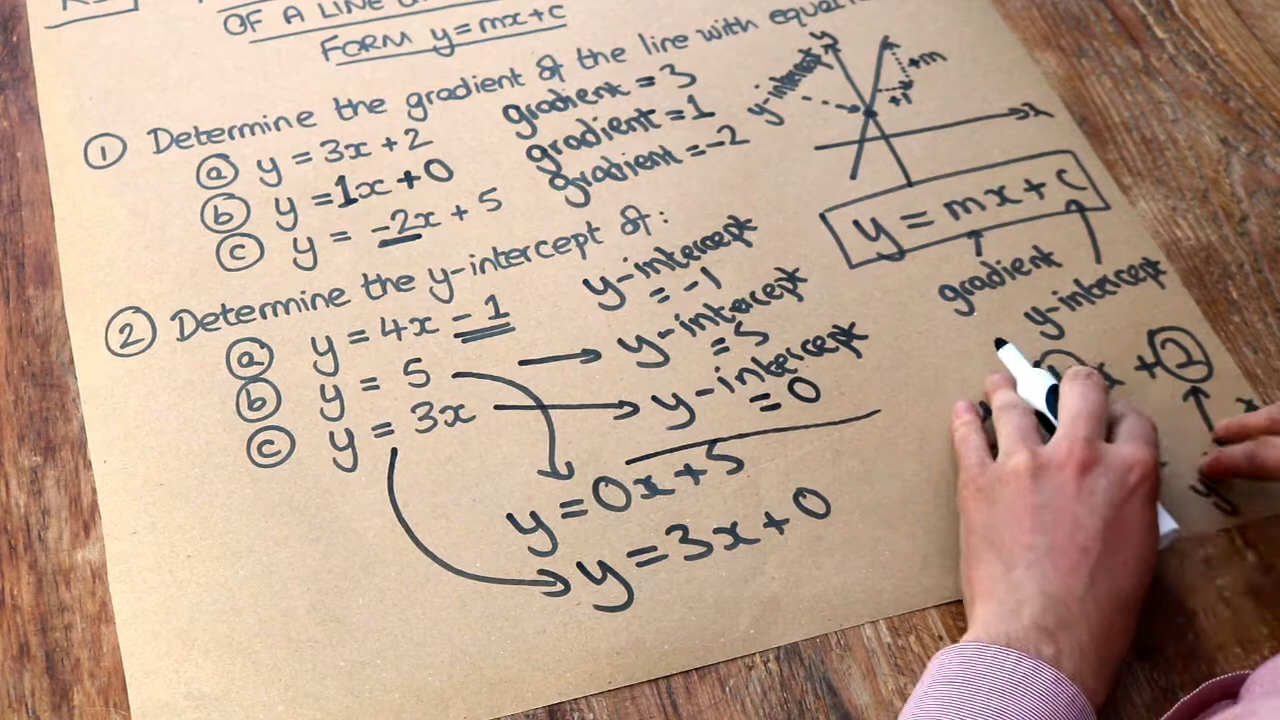 OF A LINE
FORM y=mx+c
① Determine the gradient of the line with
ⓐ y = 3x + 2 gradient = 3
ⓑ y = 1x + 0 gradient = 1
ⓒ y = -2x + 5 gradient = -2
② Determine the y-intercept of:
ⓐ y = 4x - 1 y-intercept = -1
ⓑ y = 5 → y-intercept = 5
ⓒ y = 3x → y-intercept = 0
y = 0x + 5
y = 3x + 0
y
y-intercept
+m
+1
x
y = mx + c
gradient
y-intercept
x + 2